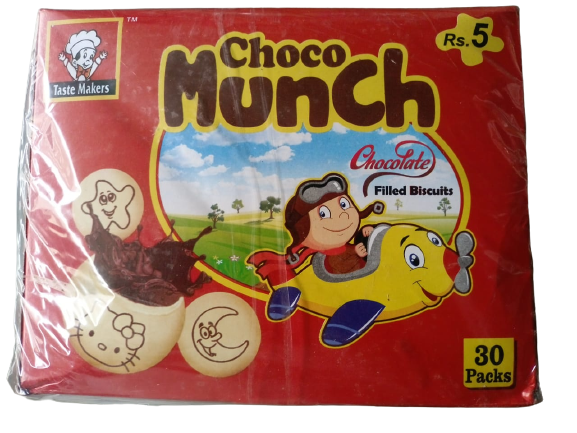 TM
Taste Makers
Choco
Munch
Rs.5
Chocolate
Filled Biscuits
30
Packs